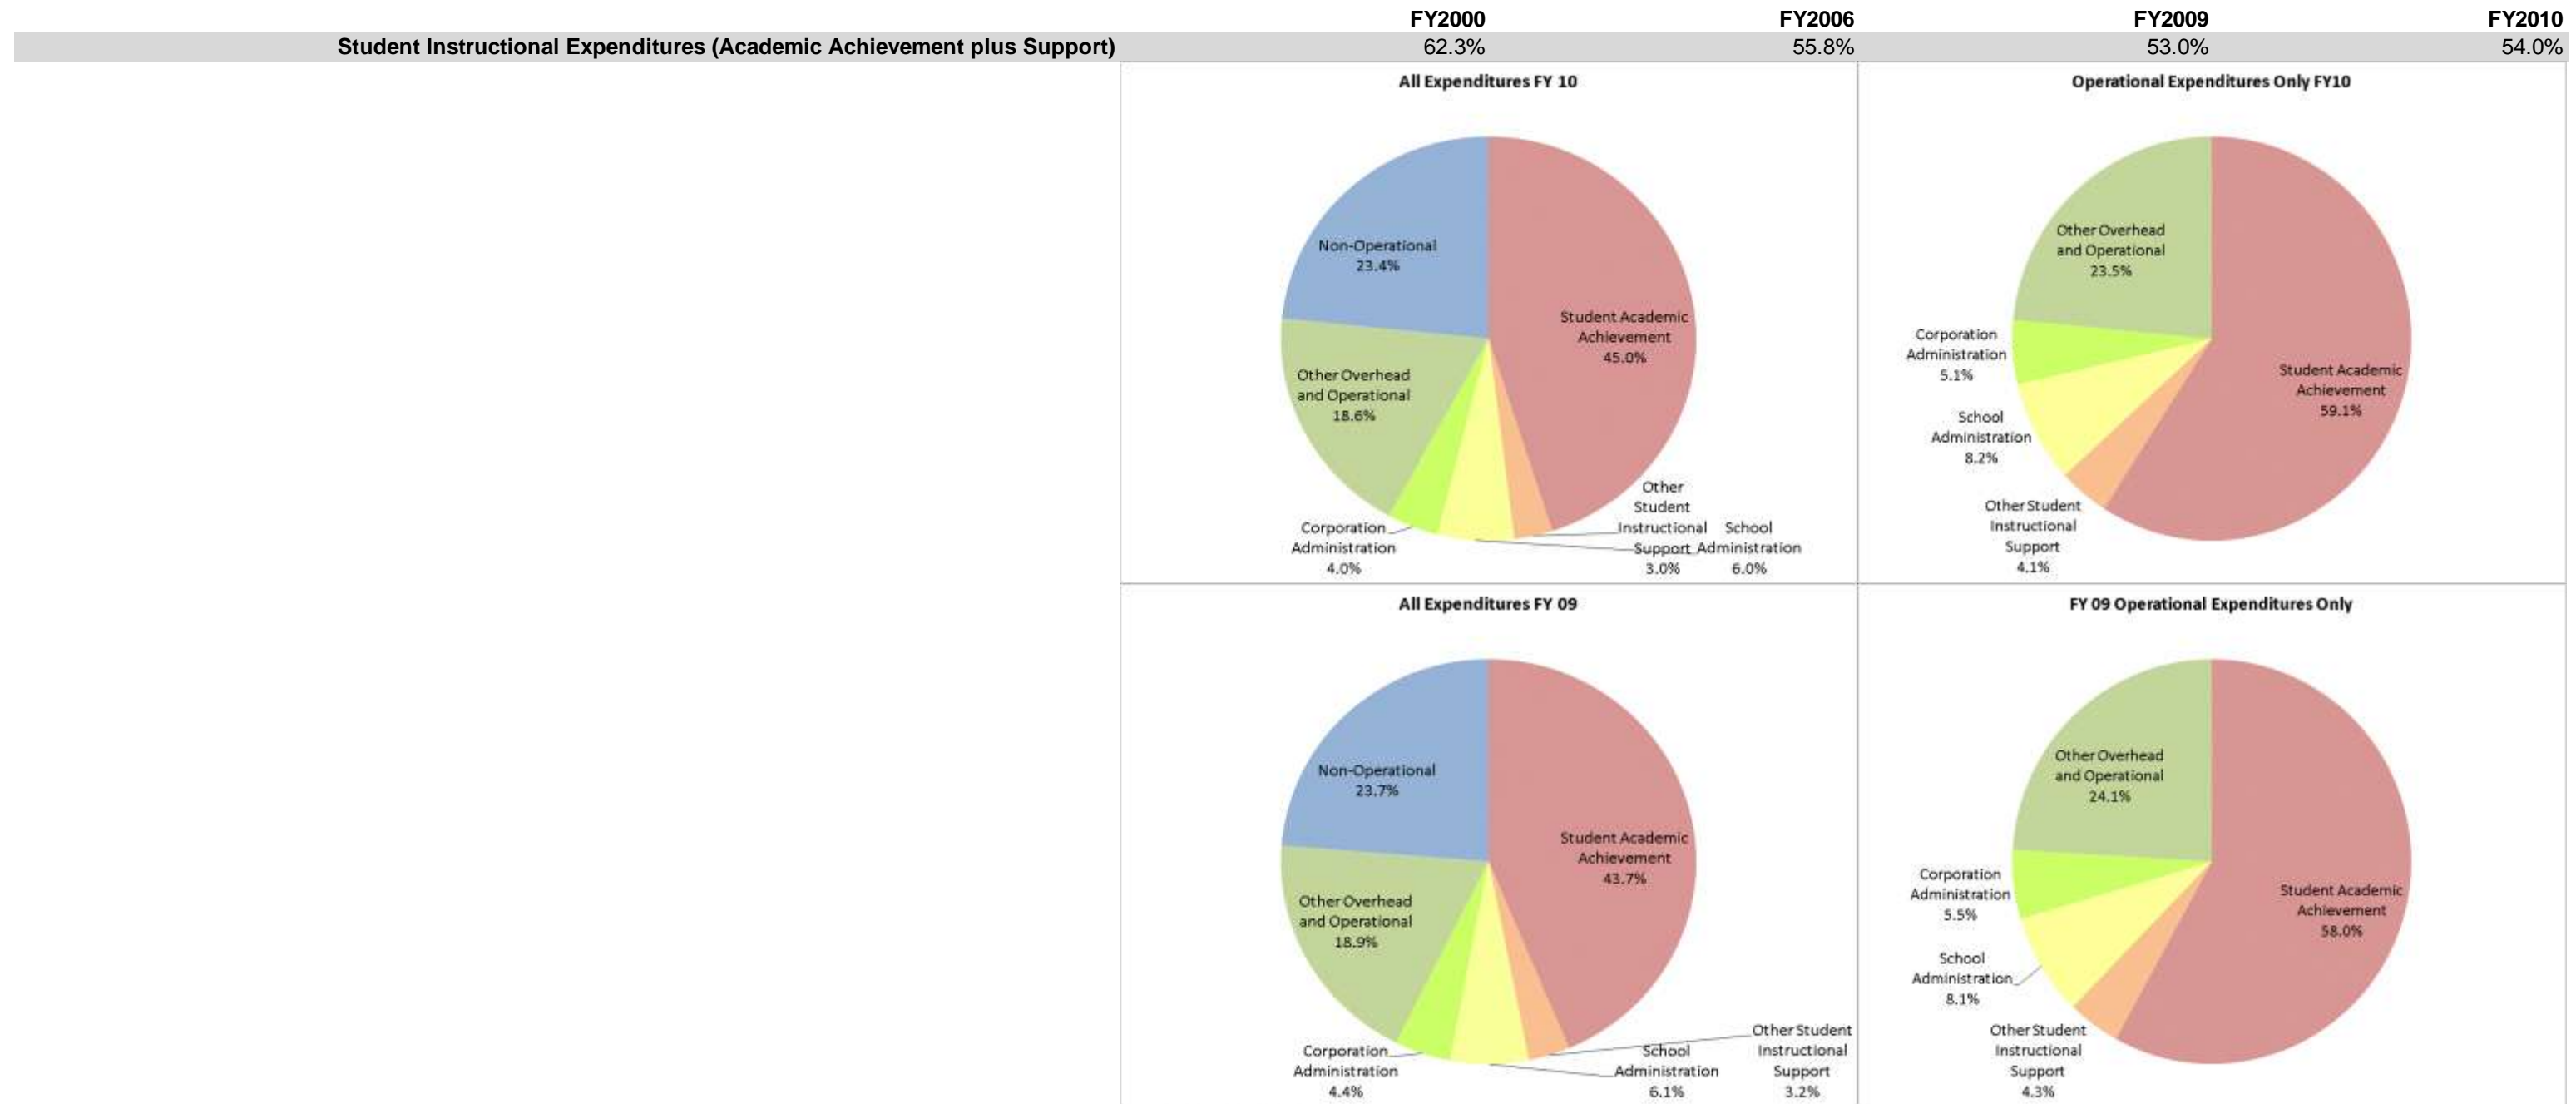 FY2000 FY2006 FY2009 FY2010
Student Instructional Expenditures (Academic Achievement plus Support) 62.3% 55.8% 53.0% 54.0%
All Expenditures FY 10
Non-Operational
23.4%
Student Academic
Achievement
45.0%
Other Overhead
and Operational
18.6%
Corporation
Administration
4.0%
Other
Student
Instructional
Support
3.0%
School
Administration
6.0%
Operational Expenditures Only FY10
Other Overhead
and Operational
23.5%
Corporation
Administration
5.1%
Student Academic
Achievement
59.1%
School
Administration
8.2%
Other Student
Instructional
Support
4.1%
All Expenditures FY 09
Non-Operational
23.7%
Student Academic
Achievement
43.7%
Other Overhead
and Operational
18.9%
Corporation
Administration
4.4%
School
Administration
6.1%
Other Student
Instructional
Support
3.2%
FY 09 Operational Expenditures Only
Other Overhead
and Operational
24.1%
Corporation
Administration
5.5%
Student Academic
Achievement
58.0%
School
Administration
8.1%
Other Student
Instructional
Support
4.3%